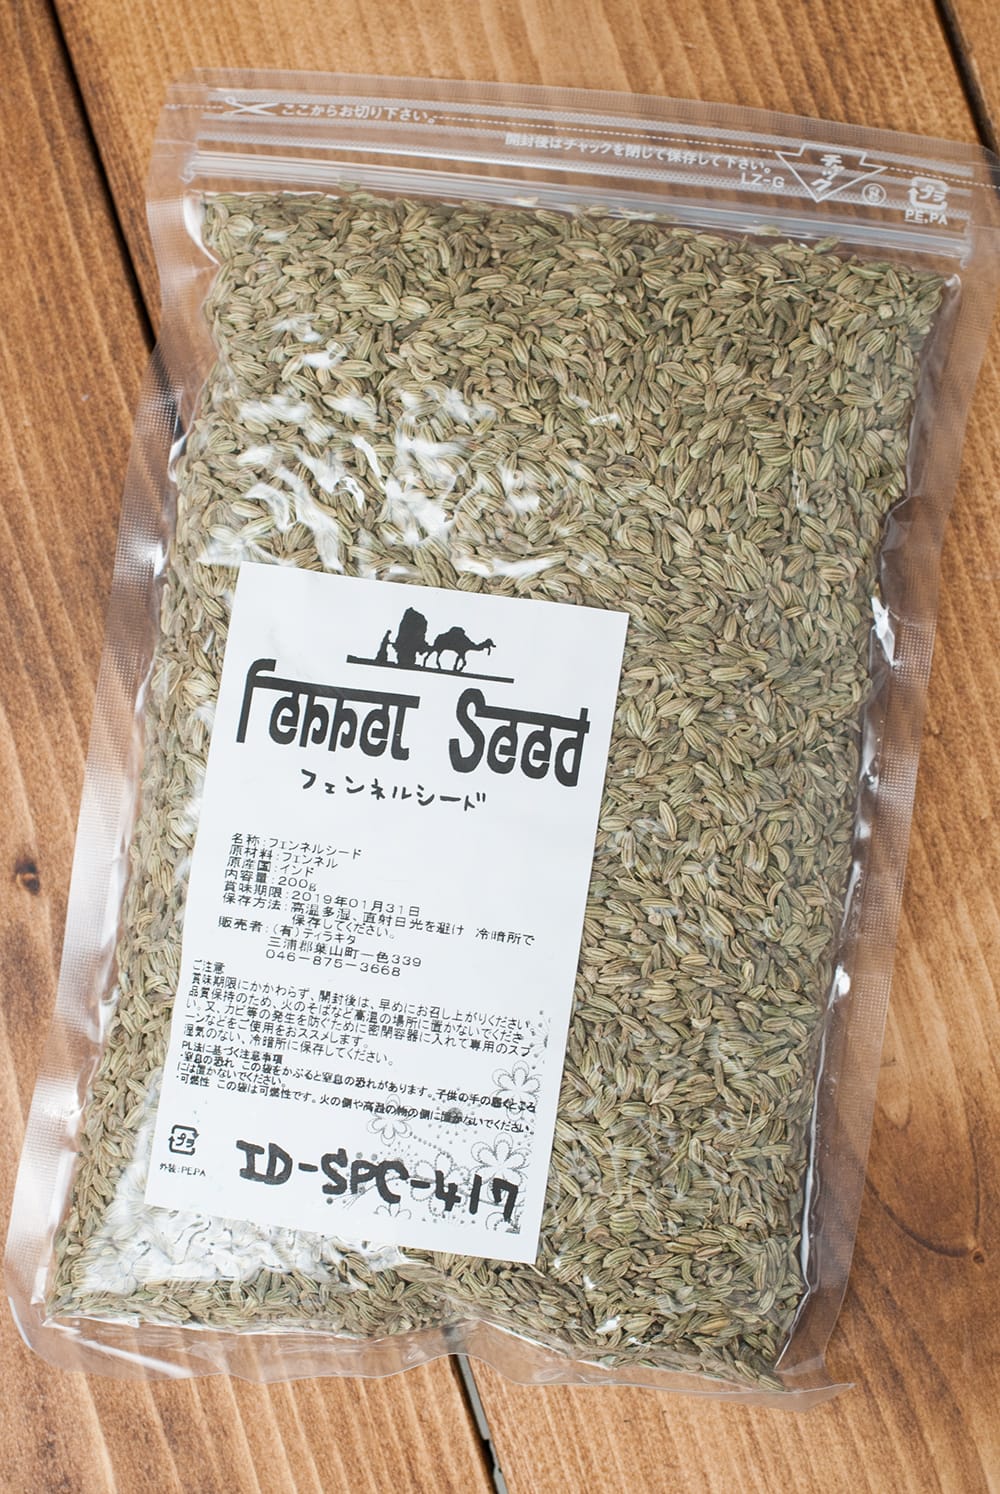 ここからお切り下さい。
開封後はチャックを閉じて保存して下さい。
LZ-G
チャック
8
プラ
PE,PA
Fennel Seed
フェンネルシード
名称:フェンネルシード
原材料:フェンネル
原産国:インド
内容量:200g
賞味期限:2019年01月31日
保存方法:高温多湿、直射日光を避け 冷暗所で
保存してください。
販売者:(有)ティラキタ
三浦郡葉山町一色339
046-875-3668
ご注意
賞味期限にかかわらず、開封後は、早めにお召し上がりください。
品質保持のため、火のそばなど高温の場所に置かないでくださ
い。又、カビ等の発生を防ぐために密閉容器に入れて専用のスプ
ーンなどをご使用をおススメします。
湿気のない、冷暗所に保存してください。
PL法に基づく注意事項
・窒息の恐れ この袋をかぶると窒息の恐れがあります。子供の手の届くところ
には置かないでください。
・可燃性 この袋は可燃性です。火の側や高温の物の側に置かないでください。
プラ
外装:PE,PA
ID-SPC-417